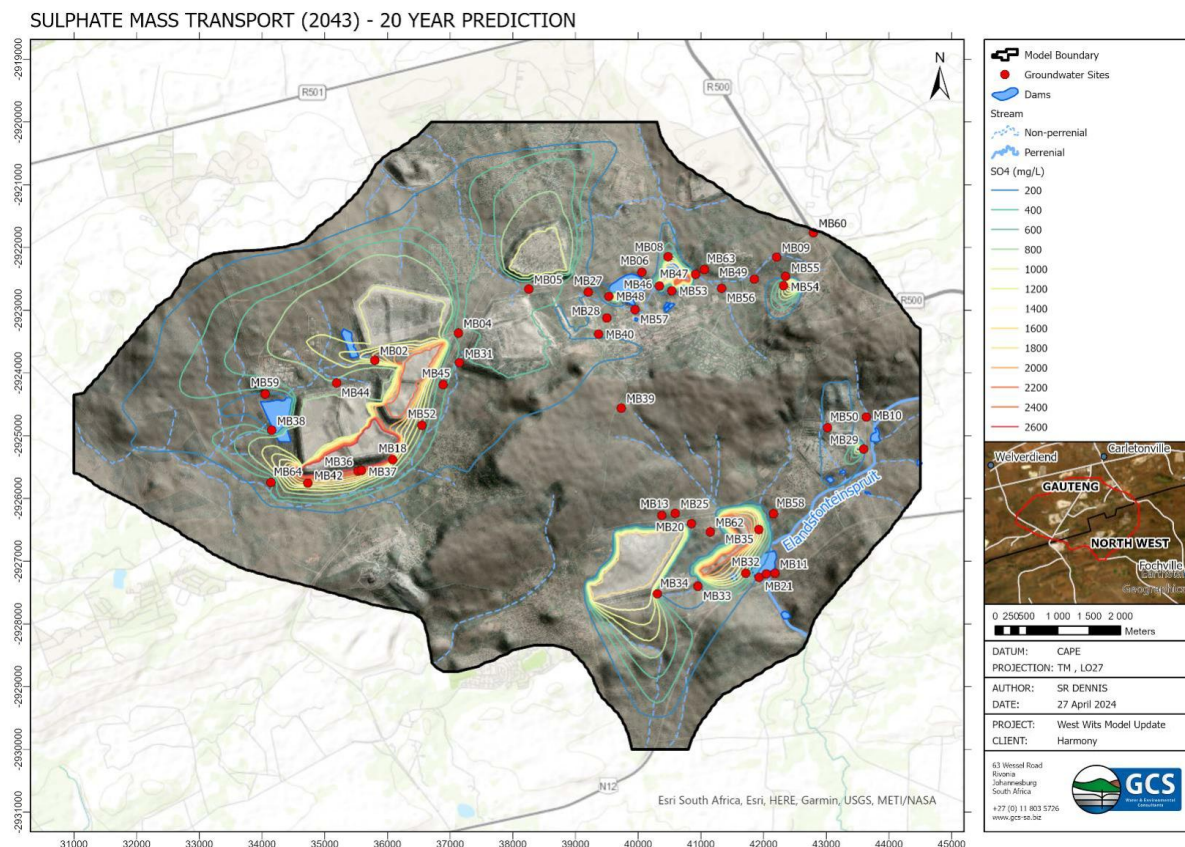 SULPHATE MASS TRANSPORT (2043) - 20 YEAR PREDICTION
-2919000
-2920000
-2921000
-2922000
-2923000
-2924000
-2925000
-2926000
-2927000
-2928000
-2929000
-2930000
-2931000
31000 32000 33000 34000 35000 36000 37000 38000 39000 40000 41000 42000 43000 44000 45000
R501
R500
N
MB60
MB08
MB09
MB06
MB63
MB47
MB49
MB55
MB05
MB27
MB46
MB54
MB48
MB53
MB56
MB28
MB57
R500
MB04
MB40
MB02
MB31
MB45
MB59
MB44
MB39
MB38
MB52
MB50
MB10
MB29
MB18
MB36
MB64
MB37
MB42
Elandsfonteinspruit
MB13
MB25
MB58
MB20
MB62
MB35
MB32
MB11
MB34
MB21
MB33
N12
Esri South Africa, Esri, HERE, Garmin, USGS, METI/NASA
Model Boundary
Groundwater Sites
Dams
Stream
Non-perrenial
Perrenial
SO4 (mg/L)
200
400
600
800
1000
1200
1400
1600
1800
2000
2200
2400
2600
Welverdiend
Carletonville
GAUTENG
NORTH WEST
Fochville
Earthstar
Geographics
0 250500 1 000 1 500 2 000
Meters
DATUM: CAPE
PROJECTION: TM , LO27
AUTHOR: SR DENNIS
DATE: 27 April 2024
PROJECT: West Wits Model Update
CLIENT: Harmony
63 Wessel Road
Rivonia
Johannesburg
South Africa
+27 (0) 11 803 5726
www.gcs-sa.biz
GCS
Water & Environmental
Consultants